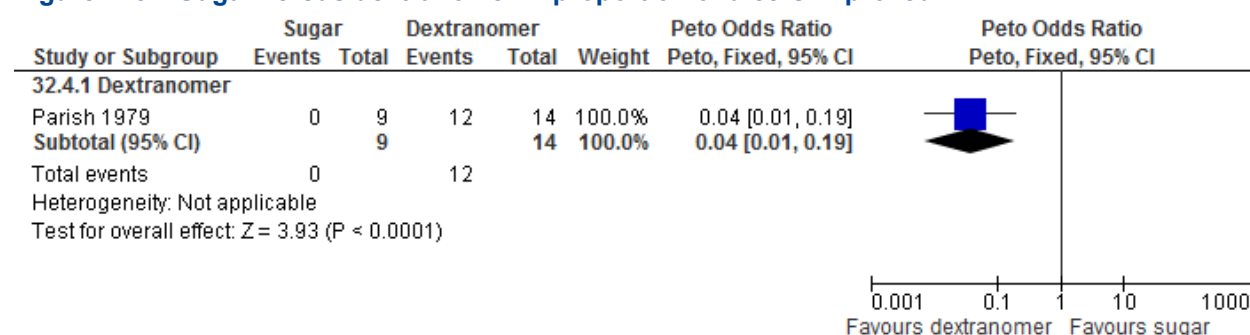 Sugar Dextranomer Peto Odds Ratio Peto Odds Ratio
Study or Subgroup Events Total Events Total Weight Peto, Fixed, 95% CI Peto, Fixed, 95% CI
32.4.1 Dextranomer
Parish 1979 0 9 12 14 100.0% 0.04 [0.01, 0.19]
Subtotal (95% CI) 9 14 100.0% 0.04 [0.01, 0.19]
Total events 0 12
Heterogeneity: Not applicable
Test for overall effect: Z = 3.93 (P < 0.0001)
0.001 0.1 1 10 1000
Favours dextranomer Favours sugar